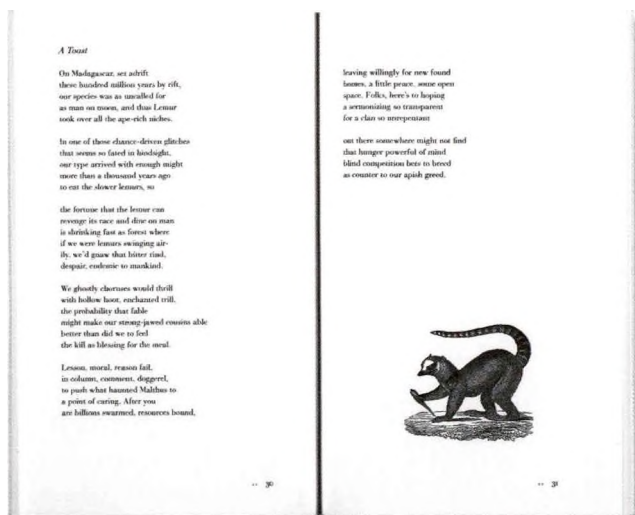 A Toast
On Madagascar, set adrift
these hundred million years by rift,
our species was as uncalled for
as man on moon, and thus Lemur
took over all the ape-rich niches.
In one of those chance-driven glitches
that seems so fated in hindsight,
our type arrived with enough might
more than a thousand years ago
to eat the slower lemurs, so
the fortune that the lemur can
revenge its race and dine on man
is shrinking fast as forest where
if we were lemurs swinging air-
ily, we'd gnaw that bitter rind,
despair, endemic to mankind.
We ghostly choruses would thrill
with hollow hoot, enchanted trill,
the probability that fable
might make our strong-jawed cousins able
better than did we to feel
the kill as blessing for the meal.
Lesson, moral, reason fail,
in column, comment, doggerel,
to push what haunted Malthus to
a point of caring. After you
are billions swarmed, resources bound,
30
leaving willingly for new found
homes, a little peace, some open
space. Folks, here's to hoping
a sermonizing so transparent
for a clan so unrepentant
out there somewhere might not find
that hunger powerful of mind
blind competition bets to breed
as counter to our apish greed.
31